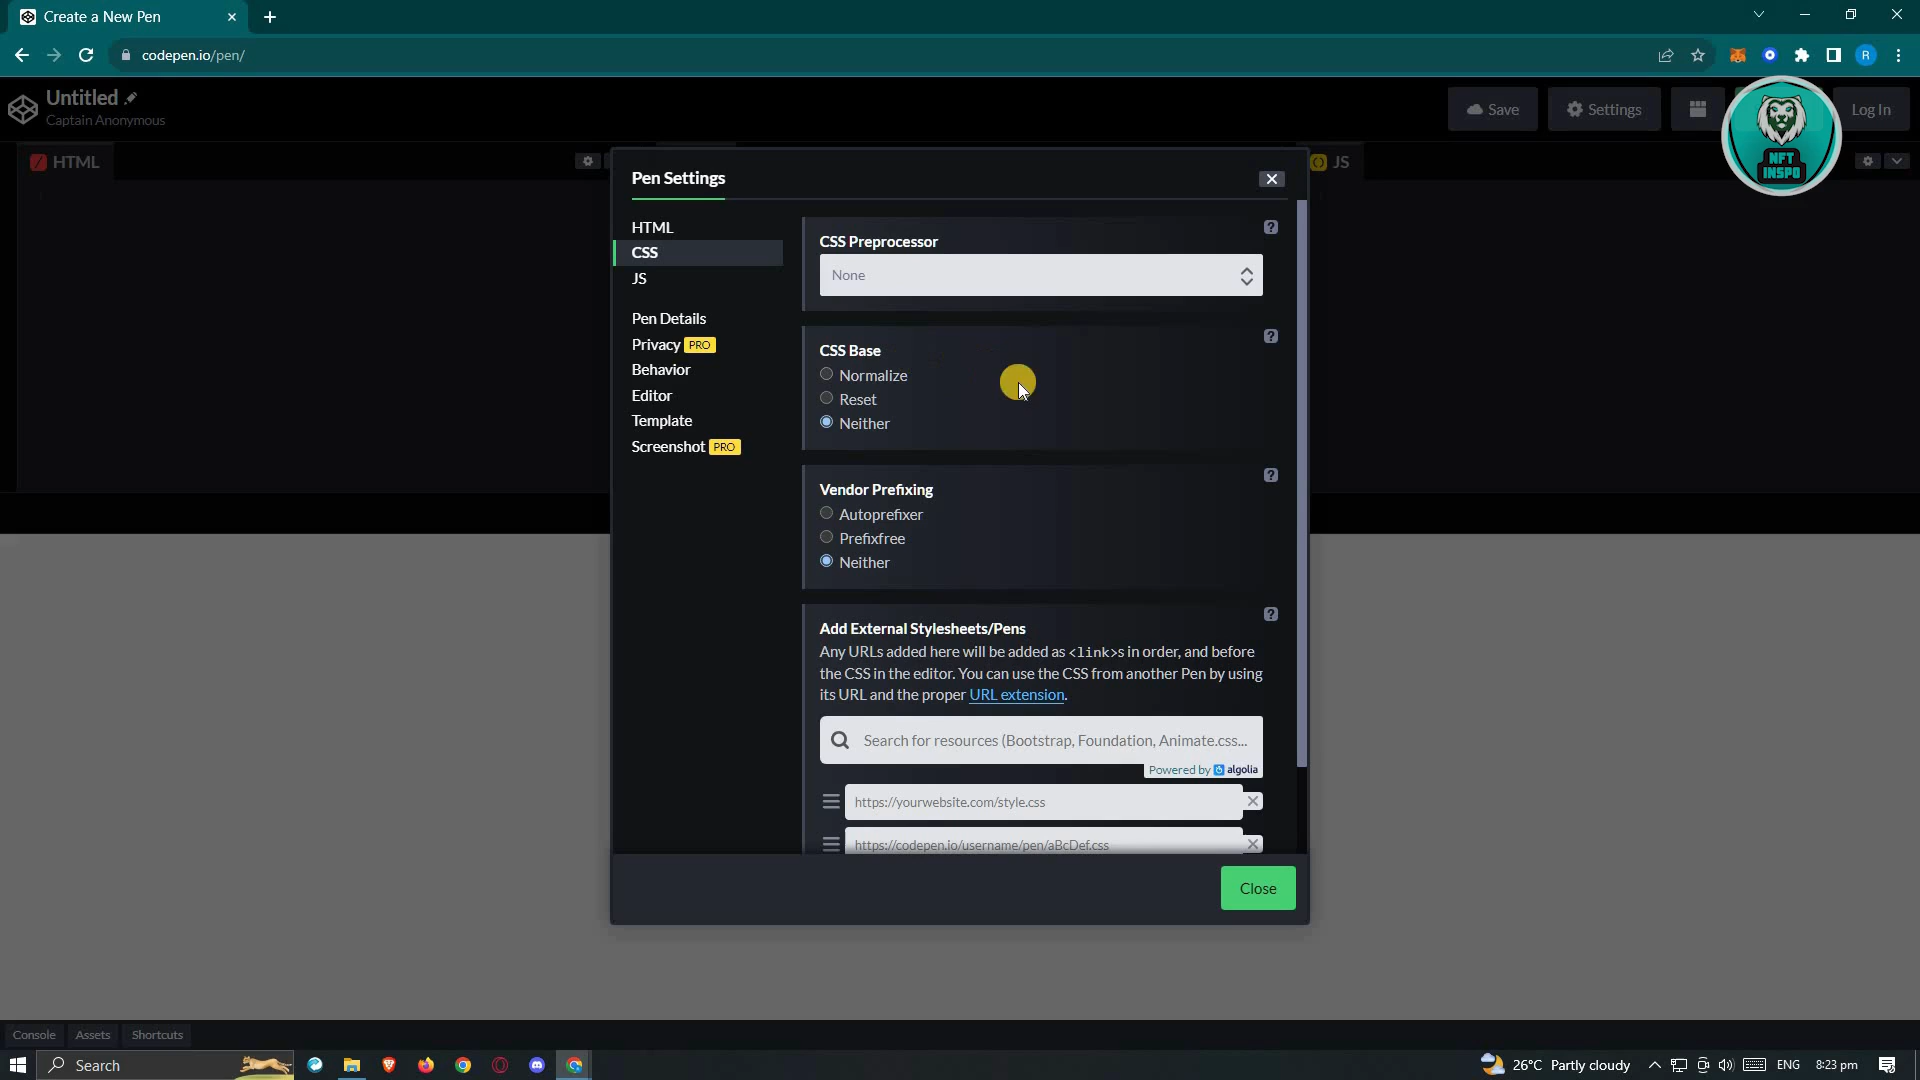 Create a New Pen
codepen.io/pen/
R
Untitled
Captain Anonymous
Save
Settings
Log In
NFT
INSPO
HTML
JS
Pen Settings
HTML
CSS
JS
Pen Details
Privacy PRO
Behavior
Editor
Template
Screenshot PRO
CSS Preprocessor
None
CSS Base
Normalize
Reset
Neither
Vendor Prefixing
Autoprefixer
Prefixfree
Neither
Add External Stylesheets/Pens
Any URLs added here will be added as <link>s in order, and before
the CSS in the editor. You can use the CSS from another Pen by using
its URL and the proper URL extension.
Search for resources (Bootstrap, Foundation, Animate.css...
Powered by algolia
https://yourwebsite.com/style.css
https://codepen.io/username/pen/aBcDef.css
Close
Console
Assets
Shortcuts
Search
26°C Partly cloudy
ENG
8:23 pm